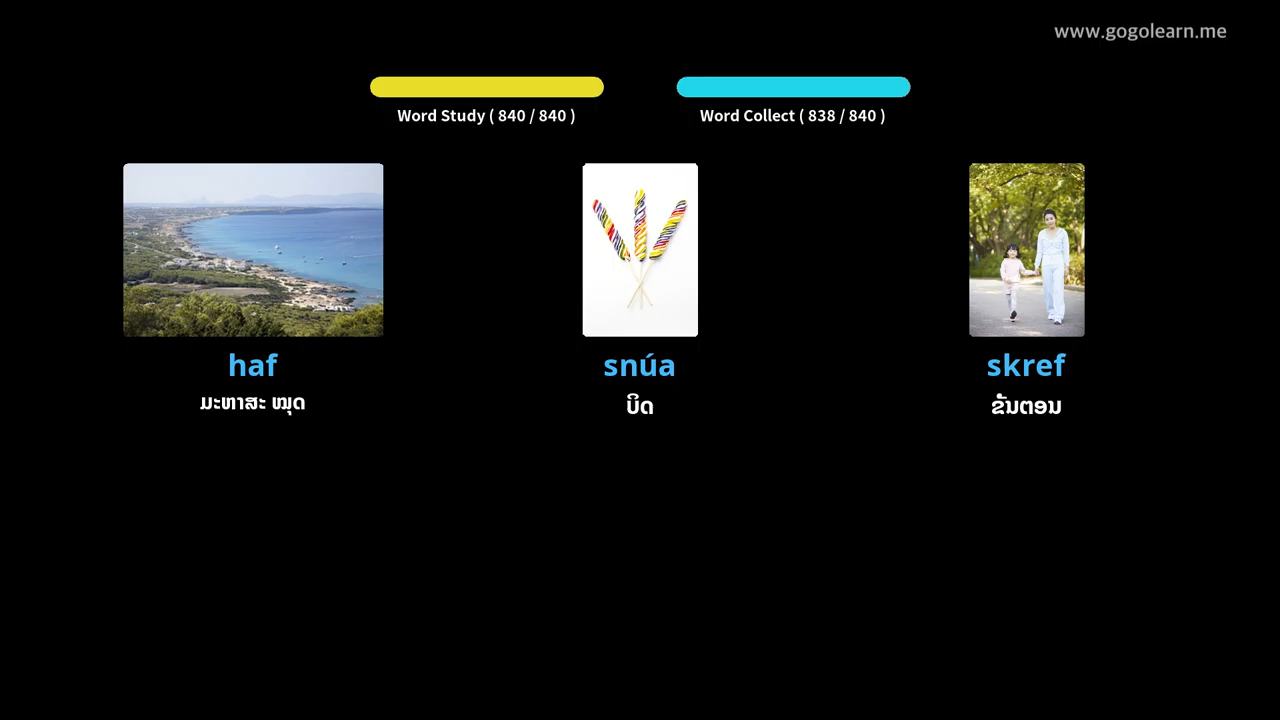 www.gogolearn.me
Word Study ( 840 / 840 )
Word Collect ( 838 / 840 )
haf
snúa
skref
ມະຫາສະ ໝຸດ
ບິດ
ຂັ້ນຕອນ